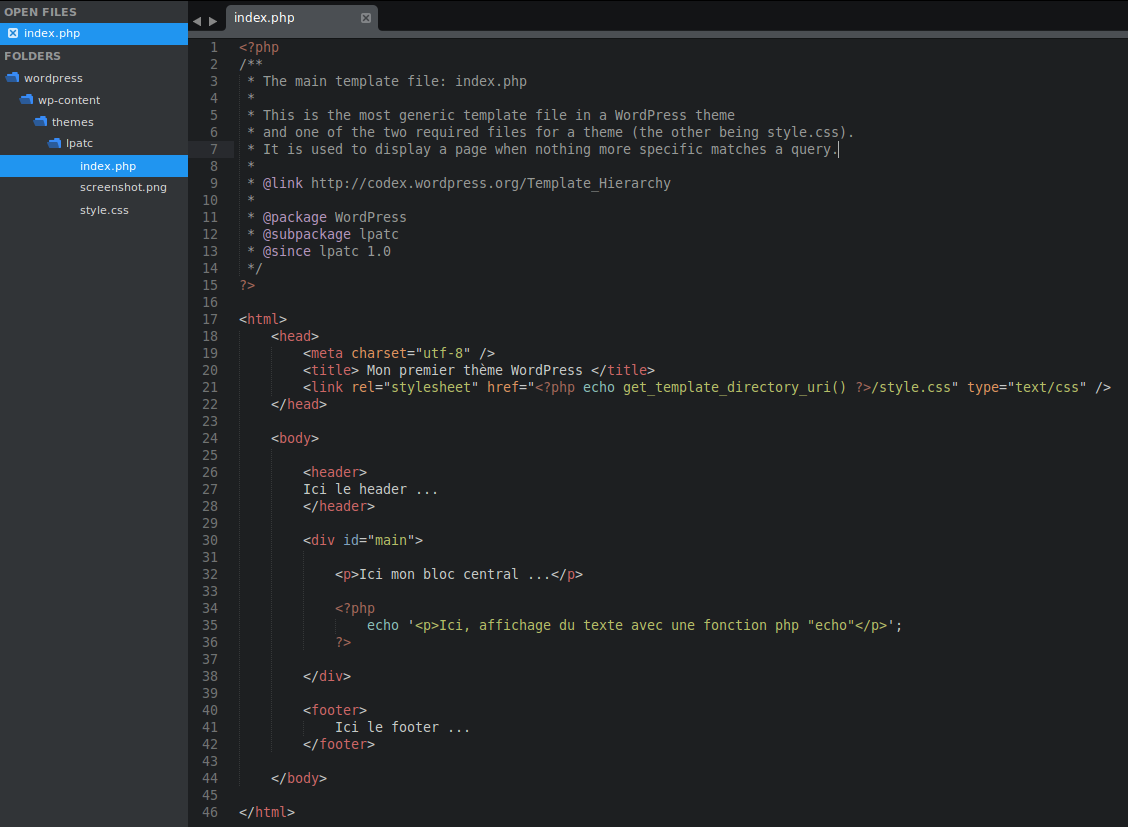 OPEN FILES
index.php
FOLDERS
wordpress
wp-content
themes
lpatc
index.php
screenshot.png
style.css
index.php
1 <?php
2 /**
3 * The main template file: index.php
4 *
5 * This is the most generic template file in a WordPress theme
6 * and one of the two required files for a theme (the other being style.css).
7 * It is used to display a page when nothing more specific matches a query.
8 *
9 * @link http://codex.wordpress.org/Template_Hierarchy
10 *
11 * @package WordPress
12 * @subpackage lpatc
13 * @since lpatc 1.0
14 */
15 ?>
16
17 <html>
18 <head>
19 <meta charset="utf-8" />
20 <title> Mon premier thème WordPress </title>
21 <link rel="stylesheet" href="<?php echo get_template_directory_uri() ?>/style.css" type="text/css" />
22 </head>
23
24 <body>
25
26 <header>
27 Ici le header ...
28 </header>
29
30 <div id="main">
31
32 <p>Ici mon bloc central ...</p>
33
34 <?php
35 echo '<p>Ici, affichage du texte avec une fonction php "echo"</p>';
36 ?>
37
38 </div>
39
40 <footer>
41 Ici le footer ...
42 </footer>
43
44 </body>
45
46 </html>